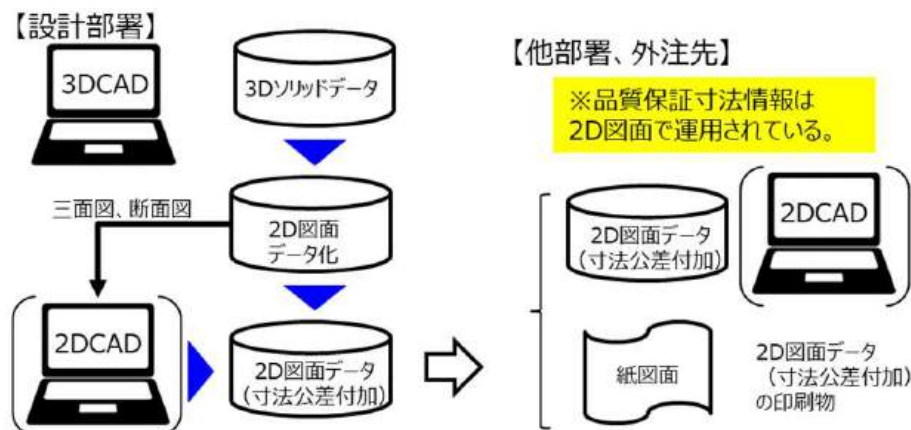 【設計部署】
3DCAD
3Dソリッドデータ
三面図、断面図
2D図面
データ化
2DCAD
2D図面データ
(寸法公差付加)
【他部署、外注先】
※品質保証寸法情報は
2D図面で運用されている。
2D図面データ
(寸法公差付加)
2DCAD
紙図面
2D図面データ
(寸法公差付加)
の印刷物